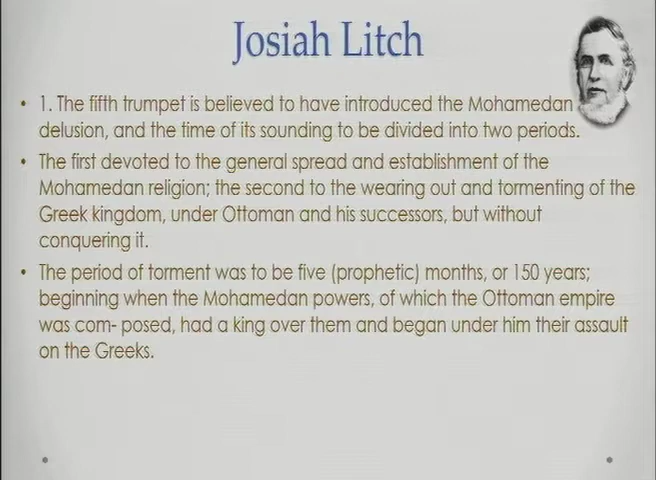 Josiah Litch
• 1. The fifth trumpet is believed to have introduced the Mohamedan
delusion, and the time of its sounding to be divided into two periods.
• The first devoted to the general spread and establishment of the
Mohamedan religion; the second to the wearing out and tormenting of the
Greek kingdom, under Ottoman and his successors, but without
conquering it.
• The period of torment was to be five (prophetic) months, or 150 years;
beginning when the Mohamedan powers, of which the Ottoman empire
was com- posed, had a king over them and began under him their assault
on the Greeks.